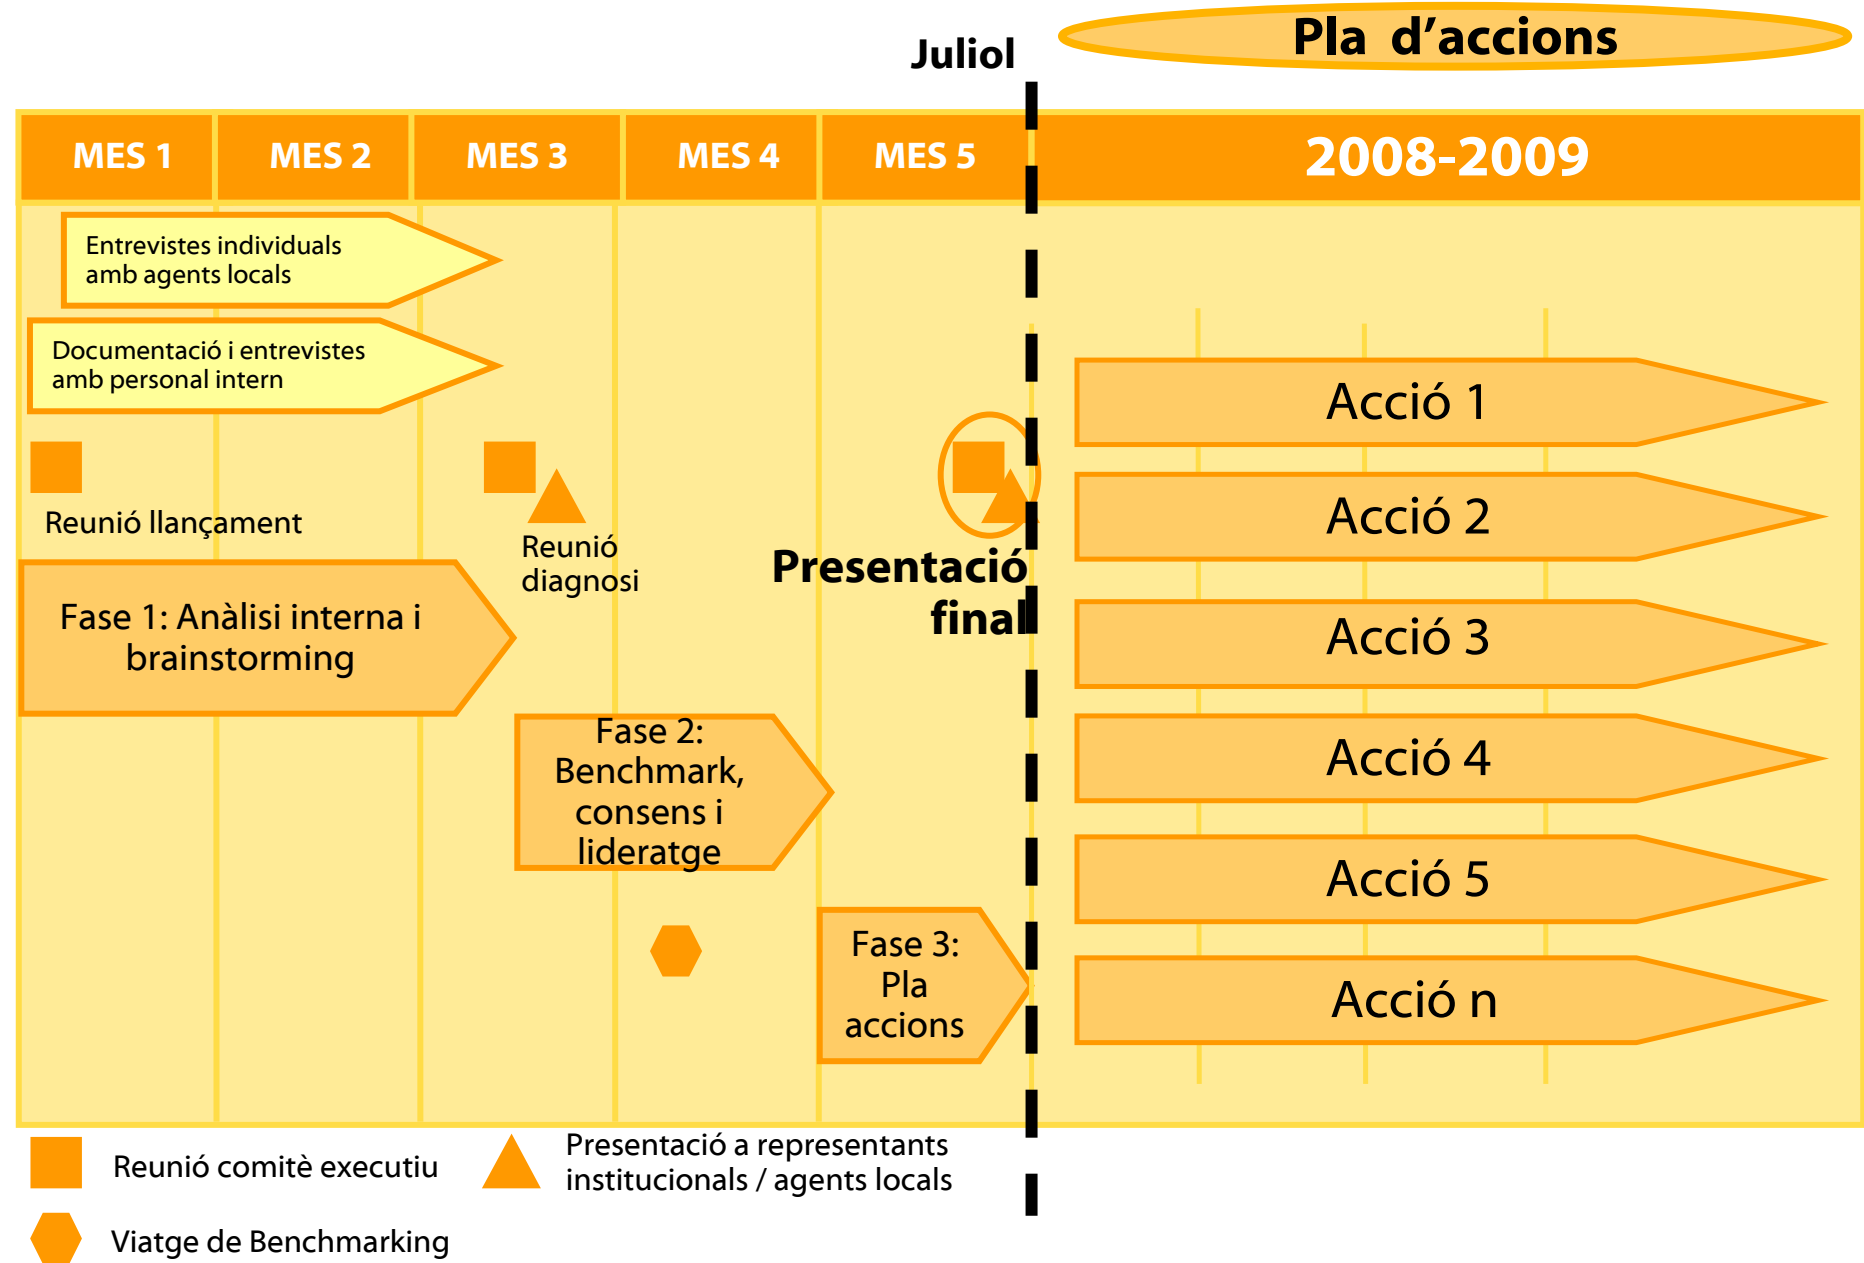 Juliol
Pla d’accions
MES 1
MES 2
MES 3
MES 4
MES 5
2008-2009
Entrevistes individuals
amb agents locals
Documentació i entrevistes
amb personal intern
Reunió llançament
Reunió
diagnosi
Presentació
final
Fase 1: Anàlisi interna i
brainstorming
Fase 2:
Benchmark,
consens i
lideratge
Fase 3:
Pla
accions
Acció 1
Acció 2
Acció 3
Acció 4
Acció 5
Acció n
Reunió comitè executiu
Presentació a representants
institucionals / agents locals
Viatge de Benchmarking